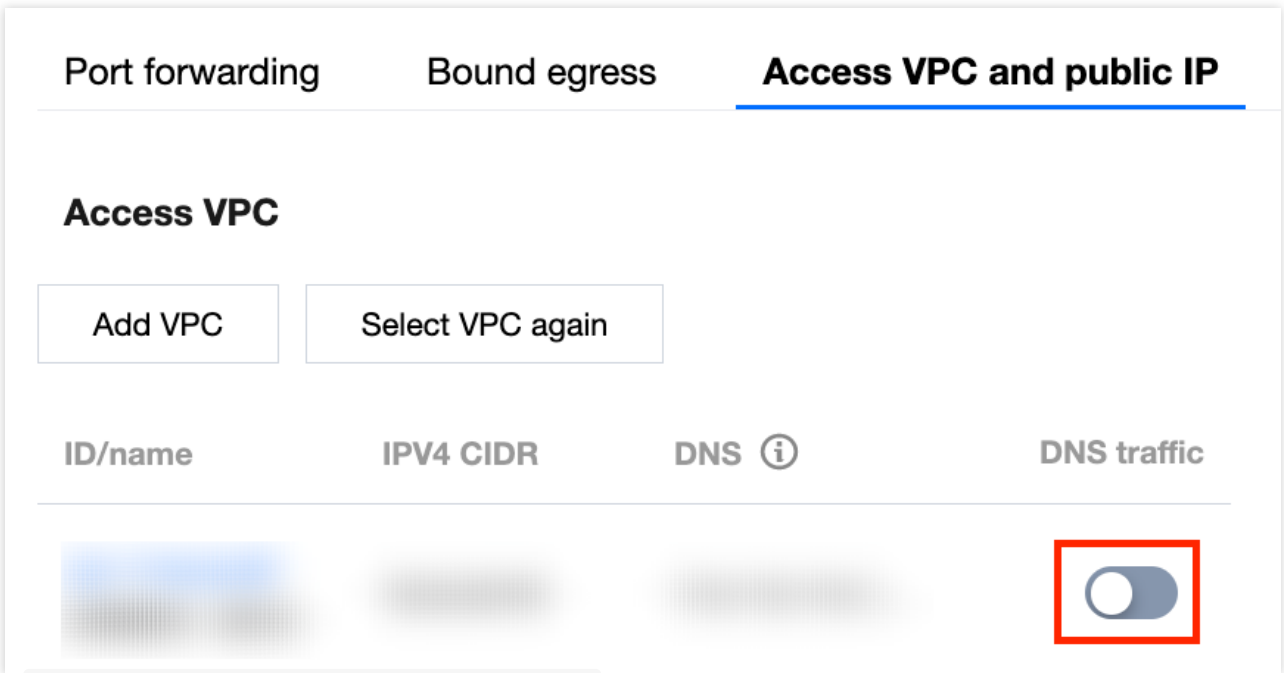 Port forwarding Bound egress Access VPC and public IP
Access VPC
Add VPC Select VPC again
ID/name IPV4 CIDR DNS DNS traffic